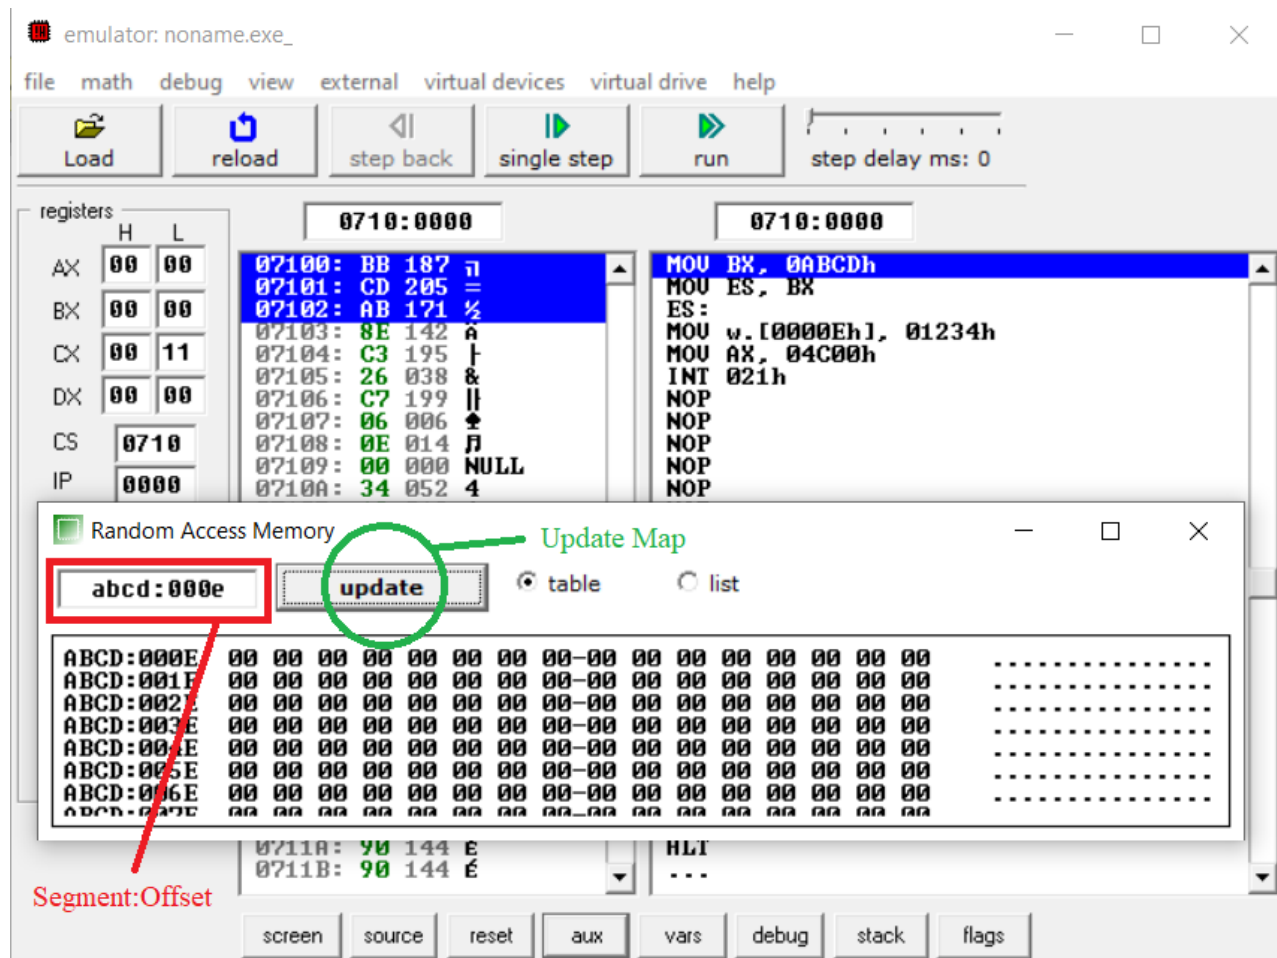 emulator: noname.exe_
file math debug view external virtual devices virtual drive help
Load reload step back single step run step delay ms: 0
registers
H L
0710:0000 0710:0000
AX 00 00
BX 00 00
CX 00 11
DX 00 00
CS 0710
IP 0000
07100: BB 187 ╗
07101: CD 205 =
07102: AB 171 ½
07103: 8E 142 Ä
07104: C3 195 ├
07105: 26 038 &
07106: C7 199 ╟
07107: 06 006 ♠
07108: 0E 014 ♫
07109: 00 000 NULL
0710A: 34 052 4
MOV BX, 0ABCDh
MOV ES, BX
ES:
MOV w.[0000Eh], 01234h
MOV AX, 04C00h
INT 021h
NOP
NOP
NOP
NOP
NOP
Random Access Memory
Update Map
abcd:000e update table list
ABCD:000E 00 00 00 00 00 00 00 00-00 00 00 00 00 00 00 00 ................
ABCD:001E 00 00 00 00 00 00 00 00-00 00 00 00 00 00 00 00 ................
ABCD:002E 00 00 00 00 00 00 00 00-00 00 00 00 00 00 00 00 ................
ABCD:003E 00 00 00 00 00 00 00 00-00 00 00 00 00 00 00 00 ................
ABCD:004E 00 00 00 00 00 00 00 00-00 00 00 00 00 00 00 00 ................
ABCD:005E 00 00 00 00 00 00 00 00-00 00 00 00 00 00 00 00 ................
ABCD:006E 00 00 00 00 00 00 00 00-00 00 00 00 00 00 00 00 ................
0711A: 90 144 É
0711B: 90 144 É
HLT
...
Segment:Offset
screen source reset aux vars debug stack flags